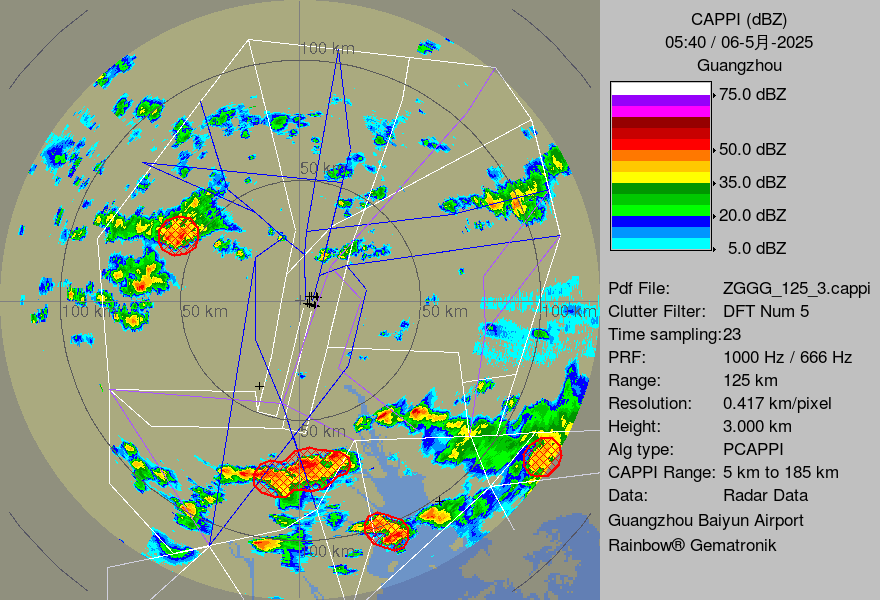 100 km
50 km
100 km
50 km
50 km
100 km
50 km
100 km
CAPPI (dBZ)
05:40 / 06-5月-2025
Guangzhou
75.0 dBZ
50.0 dBZ
35.0 dBZ
20.0 dBZ
5.0 dBZ
Pdf File: ZGGG_125_3.cappi
Clutter Filter: DFT Num 5
Time sampling:23
PRF: 1000 Hz / 666 Hz
Range: 125 km
Resolution: 0.417 km/pixel
Height: 3.000 km
Alg type: PCAPPI
CAPPI Range: 5 km to 185 km
Data: Radar Data
Guangzhou Baiyun Airport
Rainbow® Gematronik